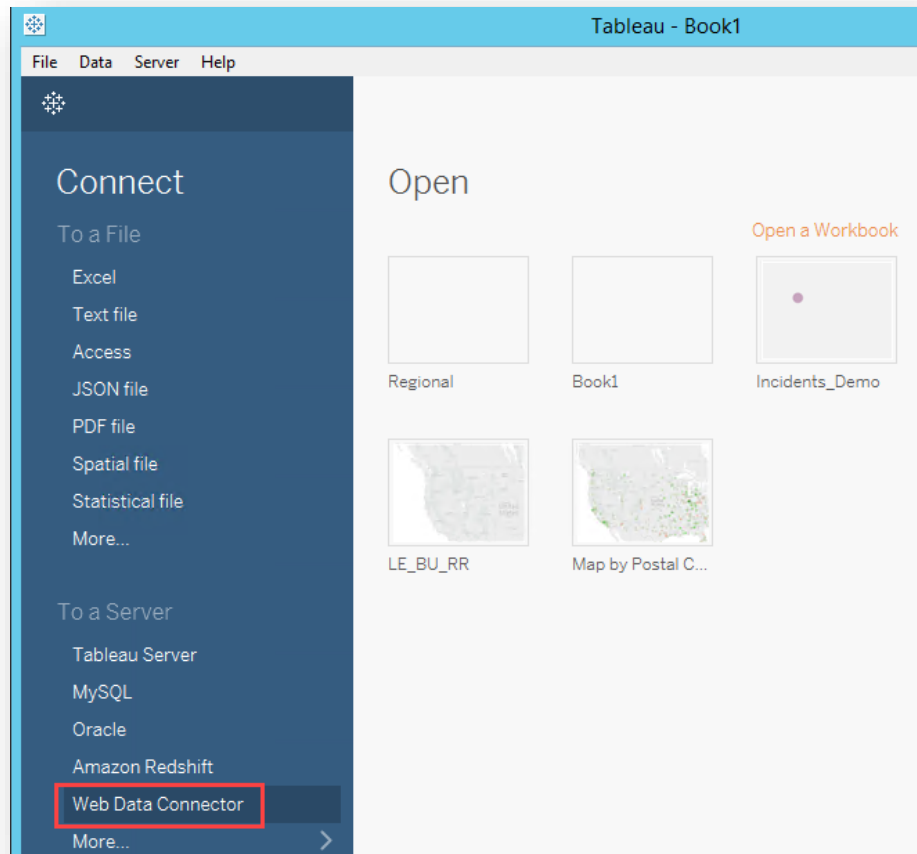 Tableau - Book1
File Data Server Help
Connect
To a File
Excel
Text file
Access
JSON file
PDF file
Spatial file
Statistical file
More...
To a Server
Tableau Server
MySQL
Oracle
Amazon Redshift
Web Data Connector
More...
Open
Open a Workbook
Regional
Book1
Incidents_Demo
LE_BU_RR
Map by Postal C...